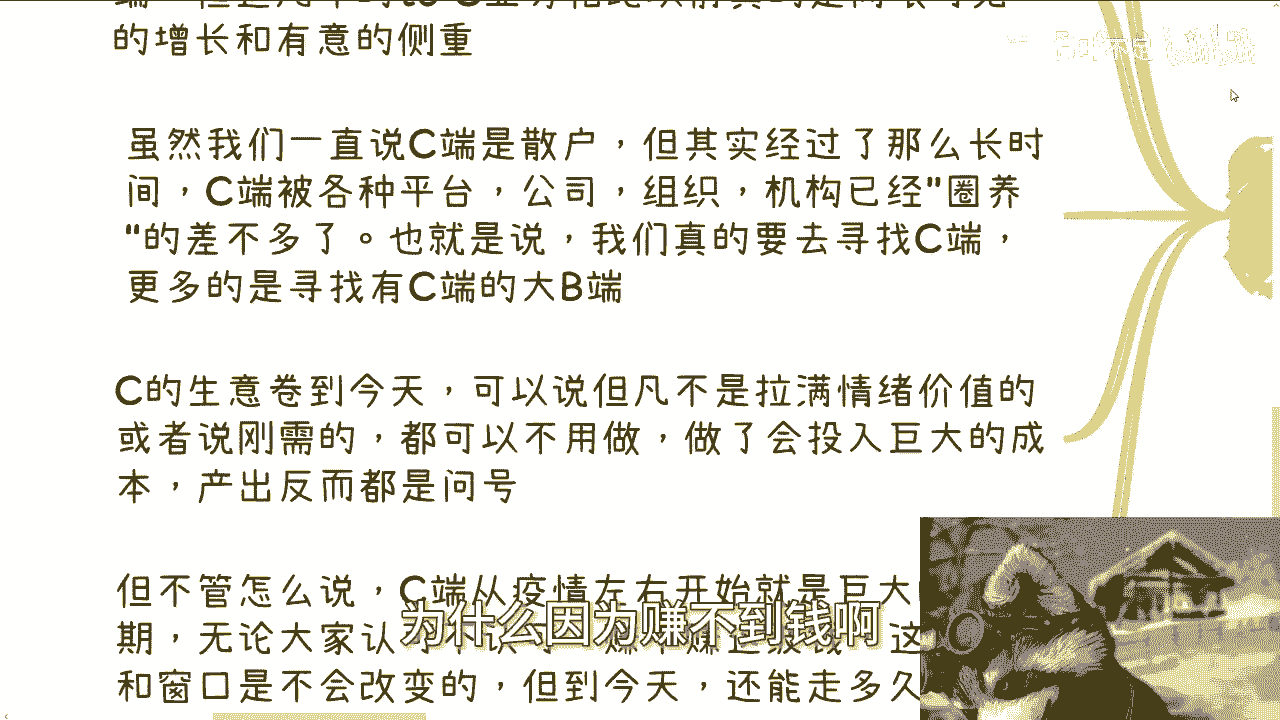 的增长和有意的侧重
虽然我们一直说C端是散户，但其实经过了那么长时
间，C端被各种平台，公司，组织，机构已经"圈养
"的差不多了。也就是说，我们真的要去寻找C端，
更多的是寻找有C端的大B端
C的生意卷到今天，可以说但凡不是拉满情绪价值的
或者说刚需的，都可以不用做，做了会投入巨大的成
本，产出反而都是问号
但不管怎么说，C端从疫情左右开始就是巨大
期，无论大家认
和窗口是不会改变的，但到今天，还能走多久
为什么因为赚不到钱啊